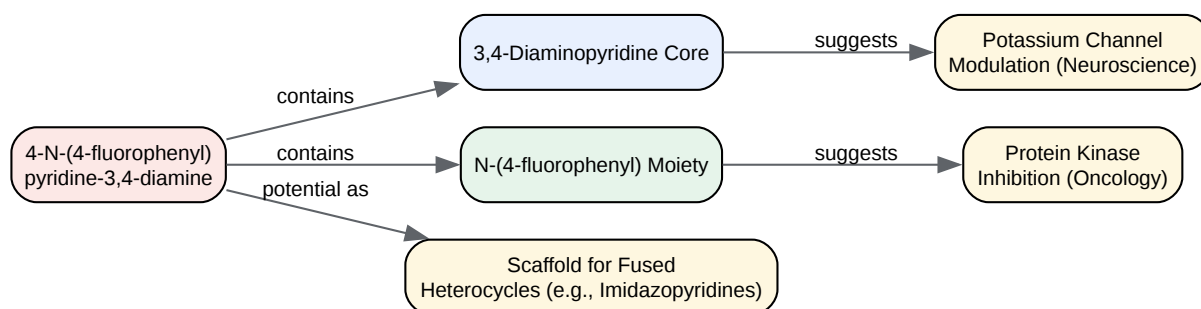 3,4-Diaminopyridine Core
suggests
Potassium Channel
Modulation (Neuroscience)
contains
4-N-(4-fluorophenyl)
pyridine-3,4-diamine
contains
N-(4-fluorophenyl) Moiety
suggests
Protein Kinase
Inhibition (Oncology)
potential as
Scaffold for Fused
Heterocycles (e.g., Imidazopyridines)